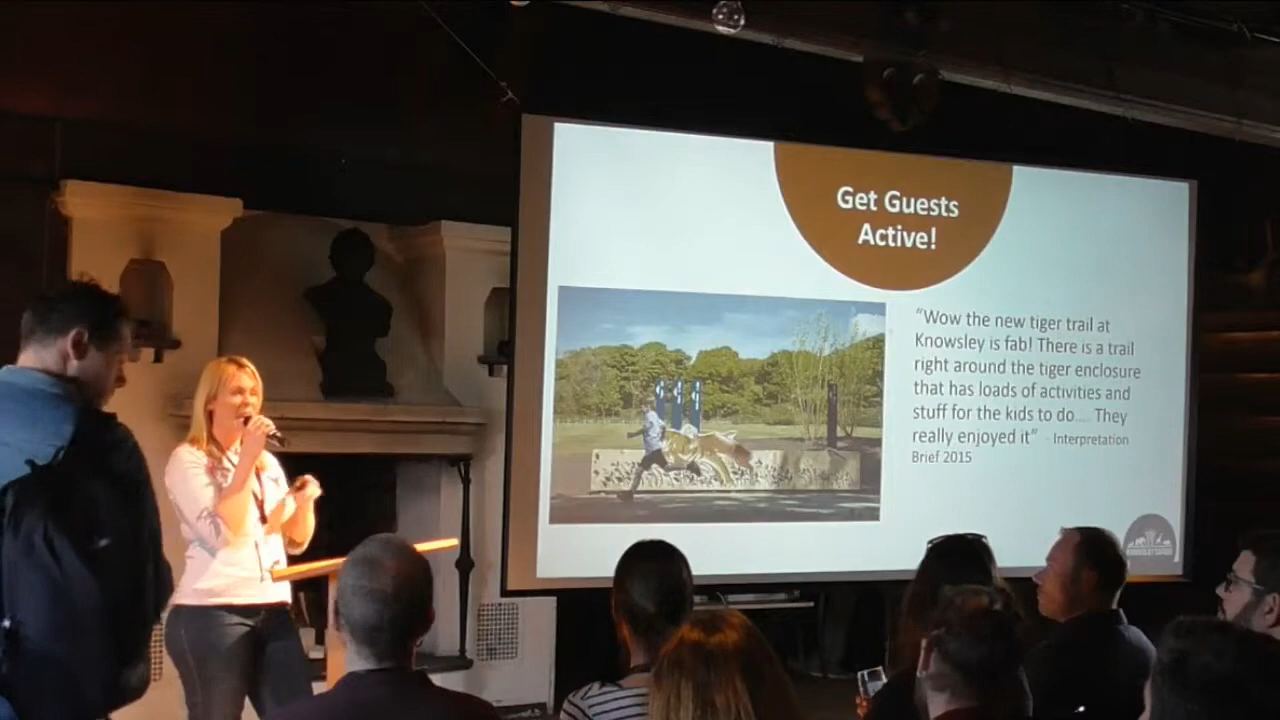 Get Guests
Active!
“Wow the new tiger trail at
Knowsley is fab! There is a trail
right around the tiger enclosure
that has loads of activities and
stuff for the kids to do.... They
really enjoyed it” - Interpretation
Brief 2015
KNOWSLEY SAFARI